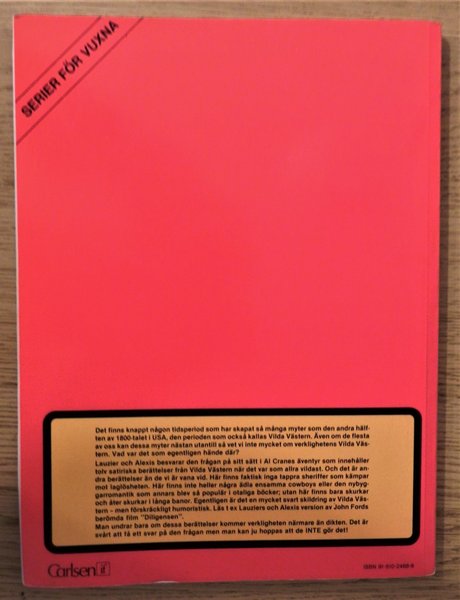 SERIER FÖR VUXNA
Det finns knappt någon tidsperiod som har skapat så många myter som den andra hälf-
ten av 1800-talet i USA, den perioden som också kallas Vilda Västern. Även om de flesta
av oss kan dessa myter nästan utantill så vet vi inte mycket om verklighetens Vilda Väs-
tern. Vad var det som egentligen hände där?
Lauzier och Alexis besvarar den frågan på sitt sätt i Al Cranes äventyr som innehåller
tolv satiriska berättelser från Vilda Västern när det var som allra vildast. Och det är an-
dra berättelser än de vi är vana vid. Här finns faktiskt inga tappra sheriffer som kämpar
mot laglösheten. Här finns inte heller några ädla ensamma cowboys eller den nybyg-
garromantik som annars blev så populär i otaliga böcker; utan här finns bara skurkar
och åter skurkar i långa banor. Egentligen är det en mycket svart skildring av Vilda Väs-
tern – men förskräckligt humoristisk. Läs t ex Lauziers och Alexis version av John Fords
berömda film "Diligensen".
Man undrar bara om dessa berättelser kommer verkligheten närmare än dikten. Det är
svårt att få ett svar på den frågan men man kan ju hoppas att de INTE gör det!
Carlsen if
ISBN 91-510-2468-8